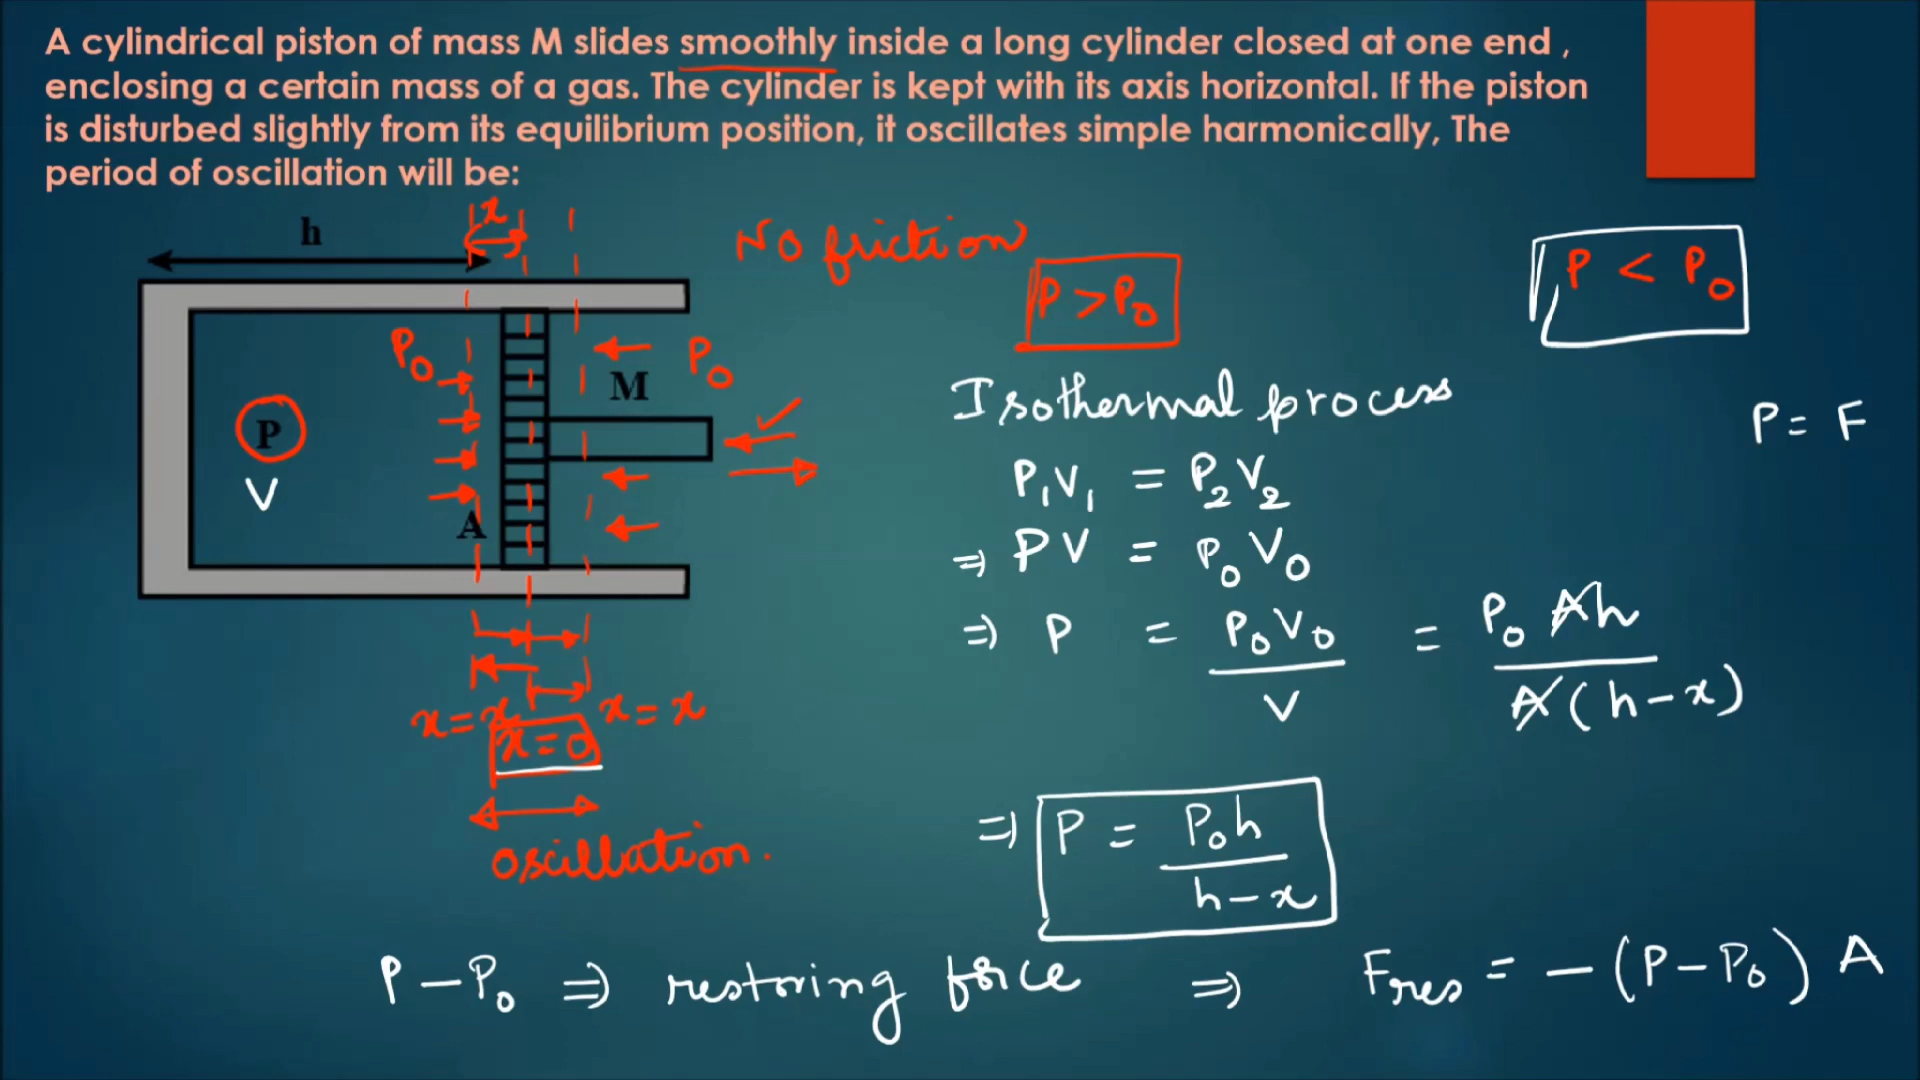 A cylindrical piston of mass M slides smoothly inside a long cylinder closed at one end ,
enclosing a certain mass of a gas. The cylinder is kept with its axis horizontal. If the piston
is disturbed slightly from its equilibrium position, it oscillates simple harmonically, The
period of oscillation will be:
x
h
No friction
P > P₀
P < P₀
P₀
P₀
M
P
V
A
Isothermal process
P = F
P₁V₁ = P₂V₂
⇒ PV = P₀V₀
⇒ P = P₀V₀ / V = P₀ Ah / A(h-x)
x = x
x = 0
x = x
oscillation.
⇒ P = P₀h / h-x
P - P₀ ⇒ restoring force ⇒ Fres = -(P-P₀) A